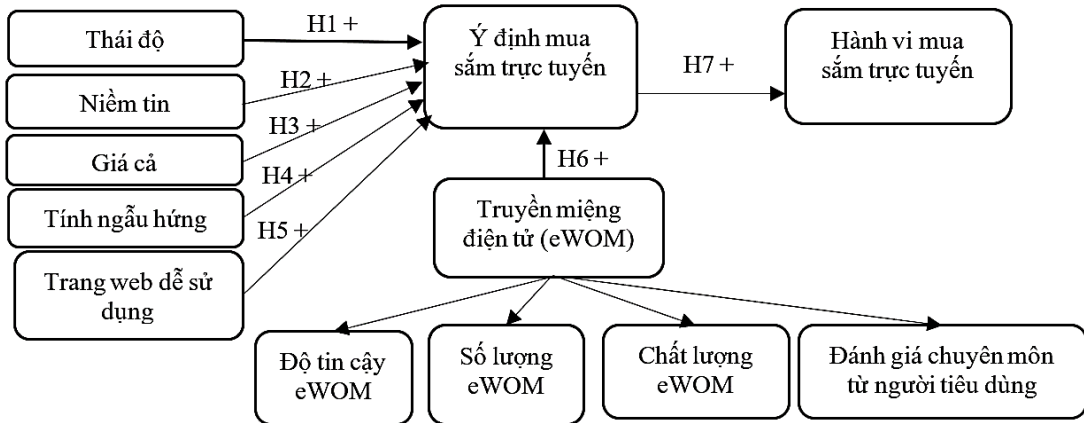 Thái độ
H1 +
Ý định mua
sắm trực tuyến
H7 +
Hành vi mua
sắm trực tuyến
Niềm tin
H2 +
Giá cả
H3 +
Tính ngẫu hứng
H4 +
Trang web dễ sử
dụng
H5 +
H6 +
Truyền miệng
điện tử (eWOM)
Độ tin cậy
eWOM
Số lượng
eWOM
Chất lượng
eWOM
Đánh giá chuyên môn
từ người tiêu dùng